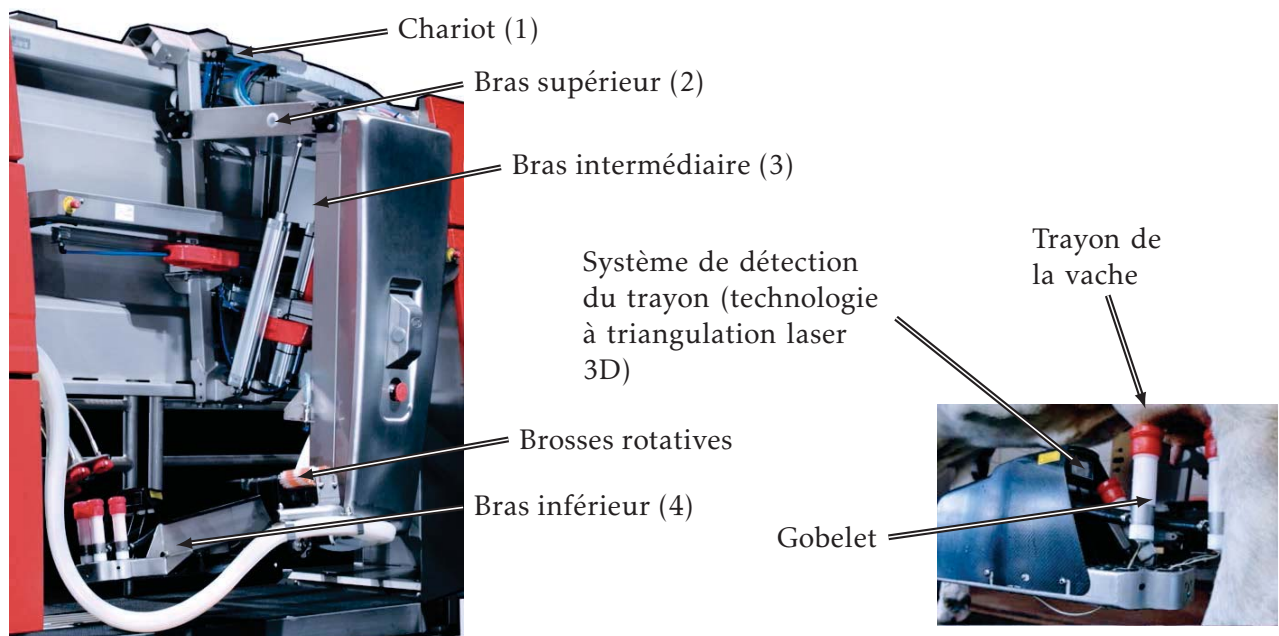 Chariot (1)
Bras supérieur (2)
Bras intermédiaire (3)
Système de détection
du trayon (technologie
à triangulation laser
3D)
Trayon de
la vache
Brosses rotatives
Bras inférieur (4)
Gobelet